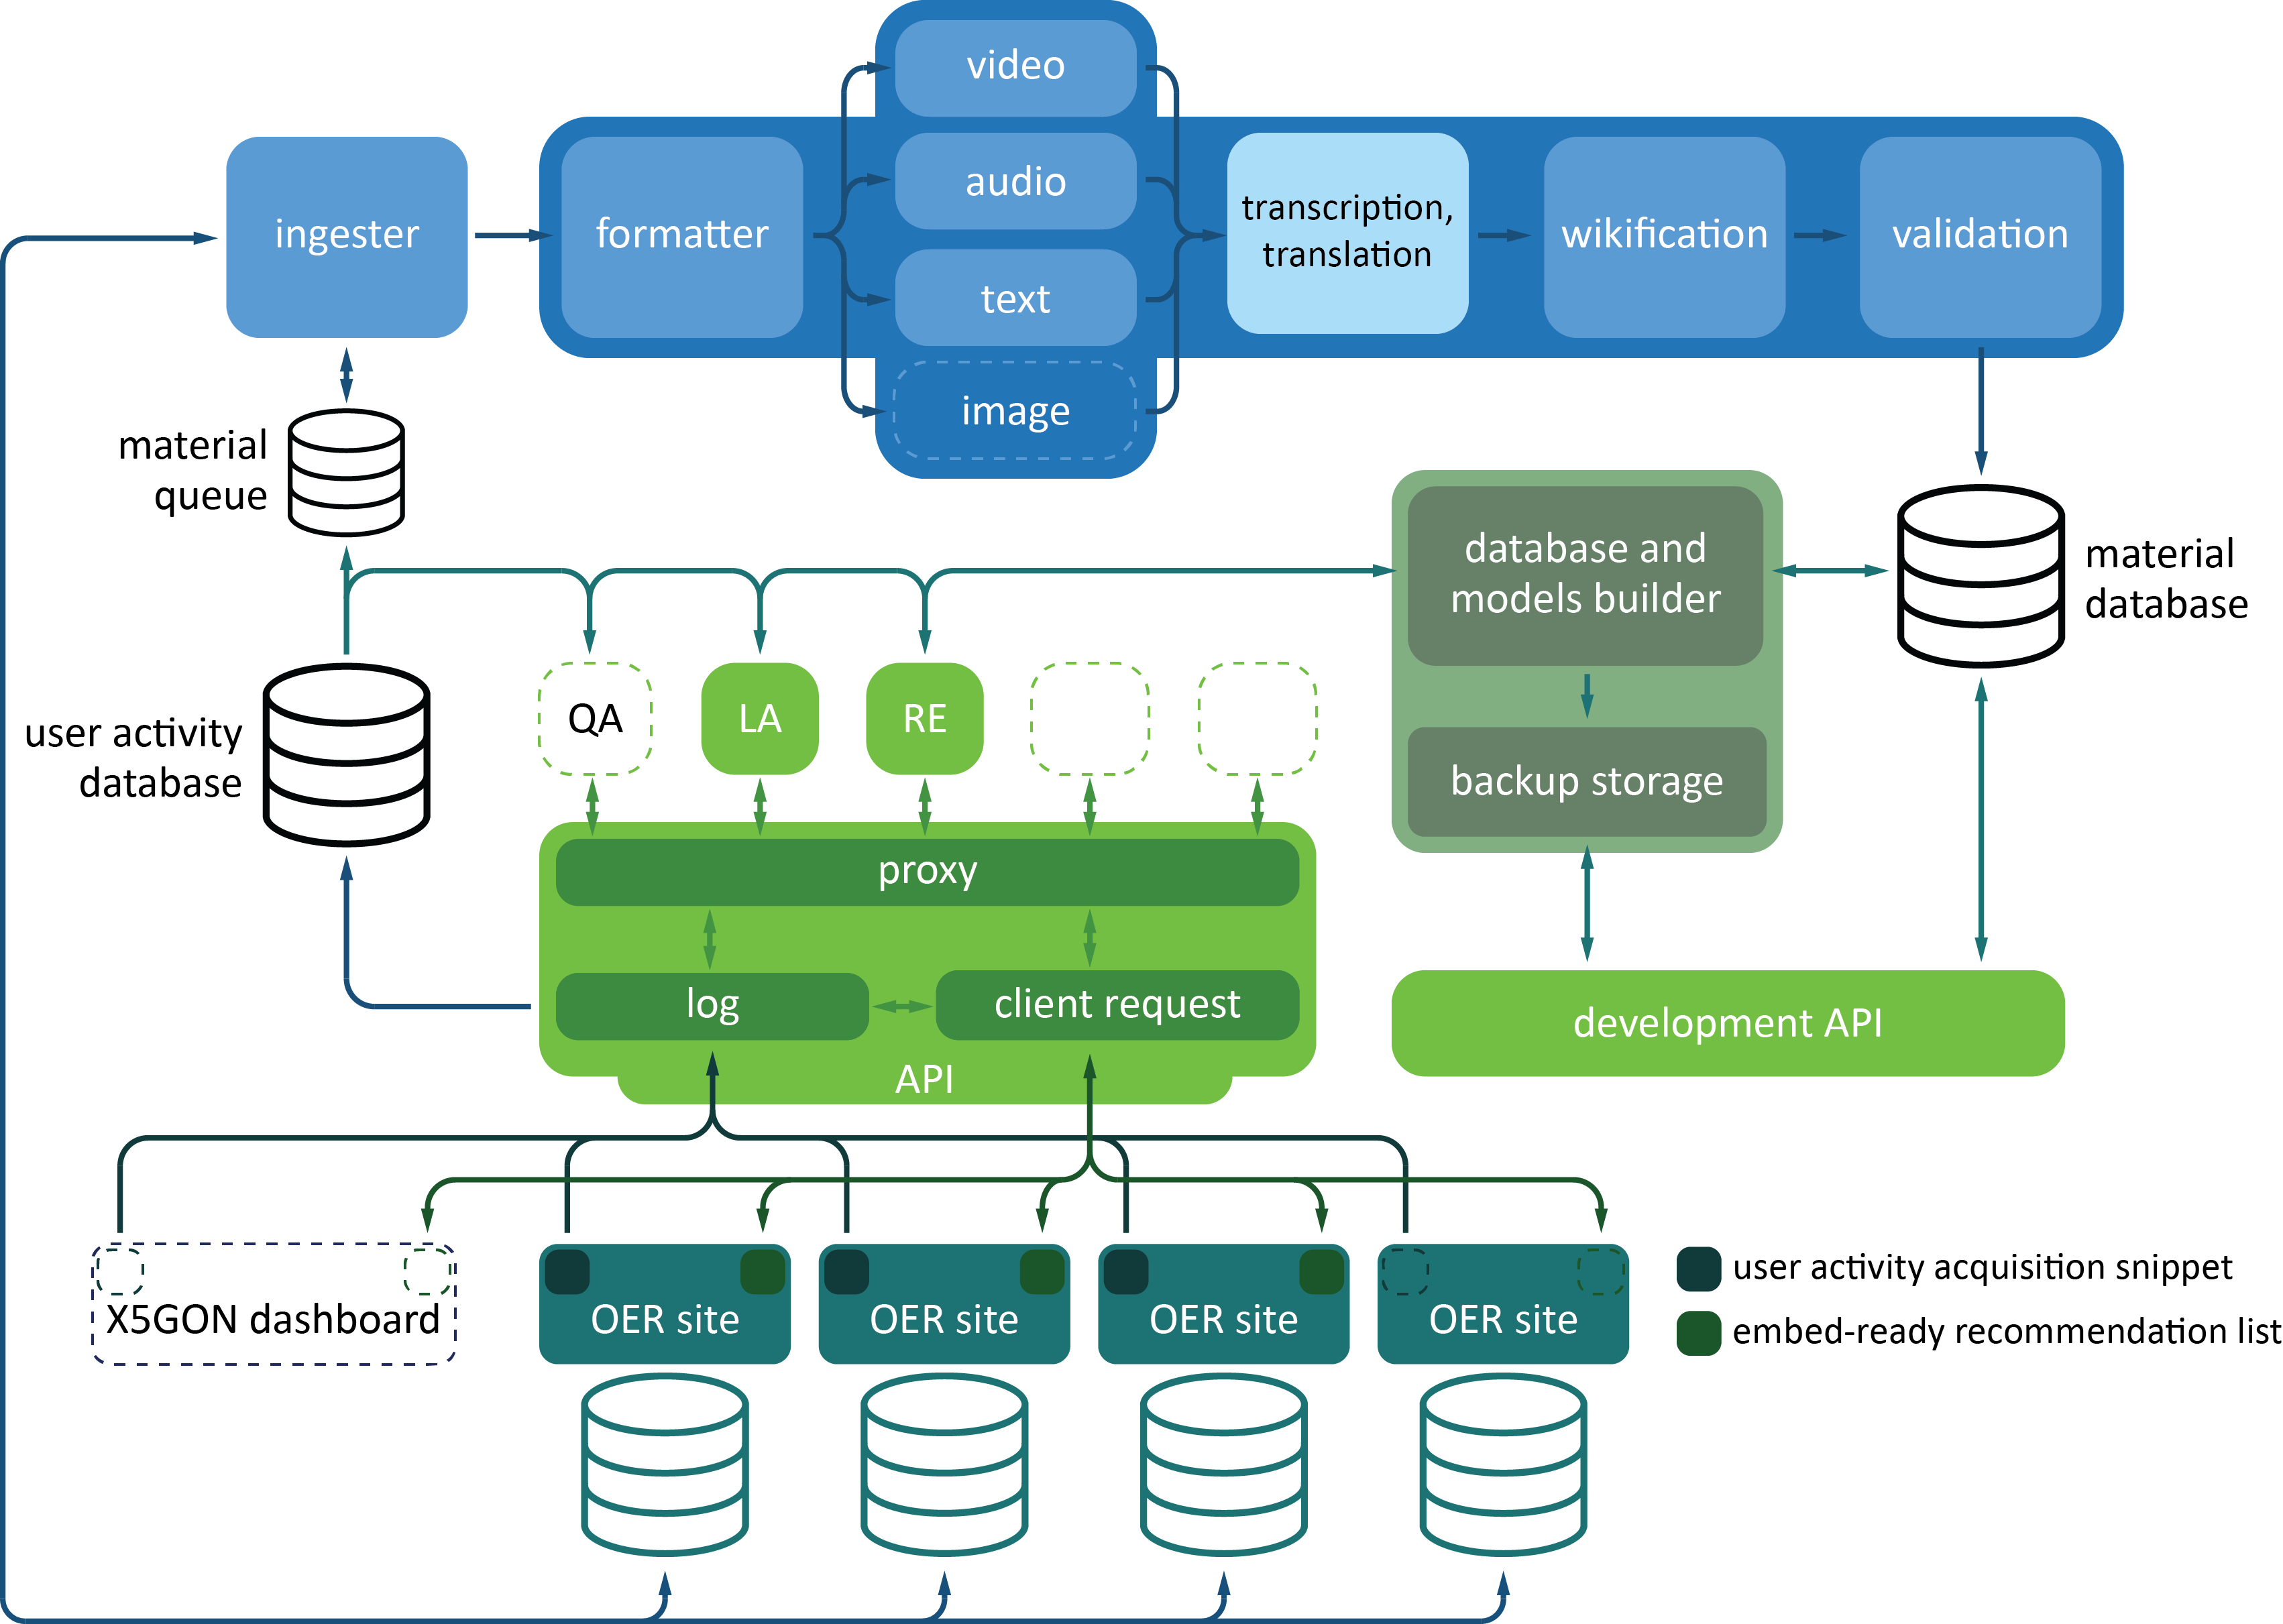 video
audio
text
image
ingester
formatter
transcription,
translation
wikification
validation
material
queue
database and
models builder
backup storage
material
database
user activity
database
QA
LA
RE
proxy
log
client request
API
development API
X5GON dashboard
OER site
OER site
OER site
OER site
user activity acquisition snippet
embed-ready recommendation list